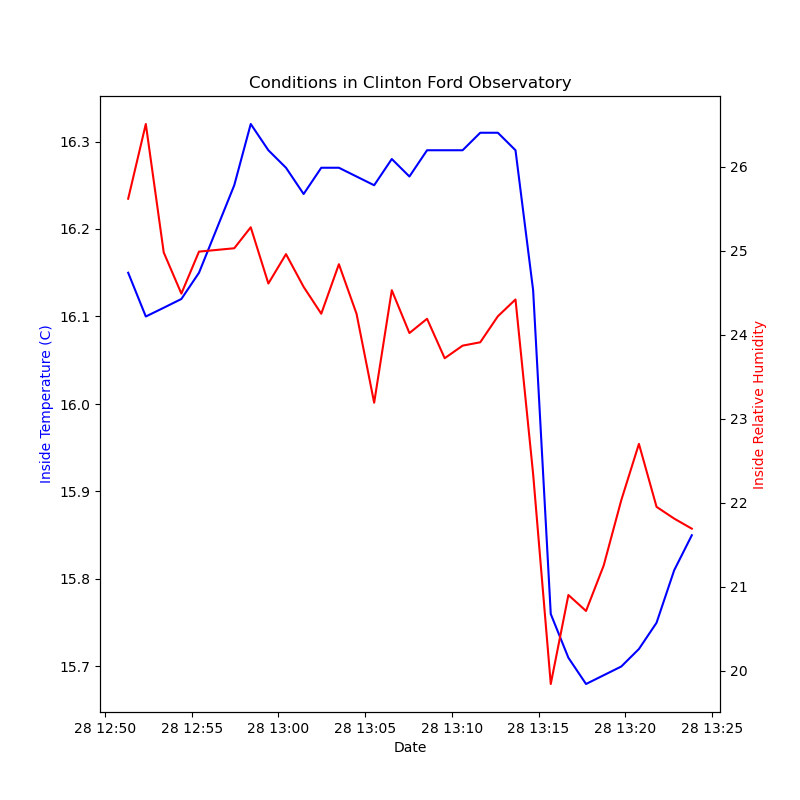 Conditions in Clinton Ford Observatory
Inside Temperature (C)
16.3
16.2
16.1
16.0
15.9
15.8
15.7
26
25
24
23
22
21
20
Inside Relative Humidity
28 12:50 28 12:55 28 13:00 28 13:05 28 13:10 28 13:15 28 13:20 28 13:25
Date